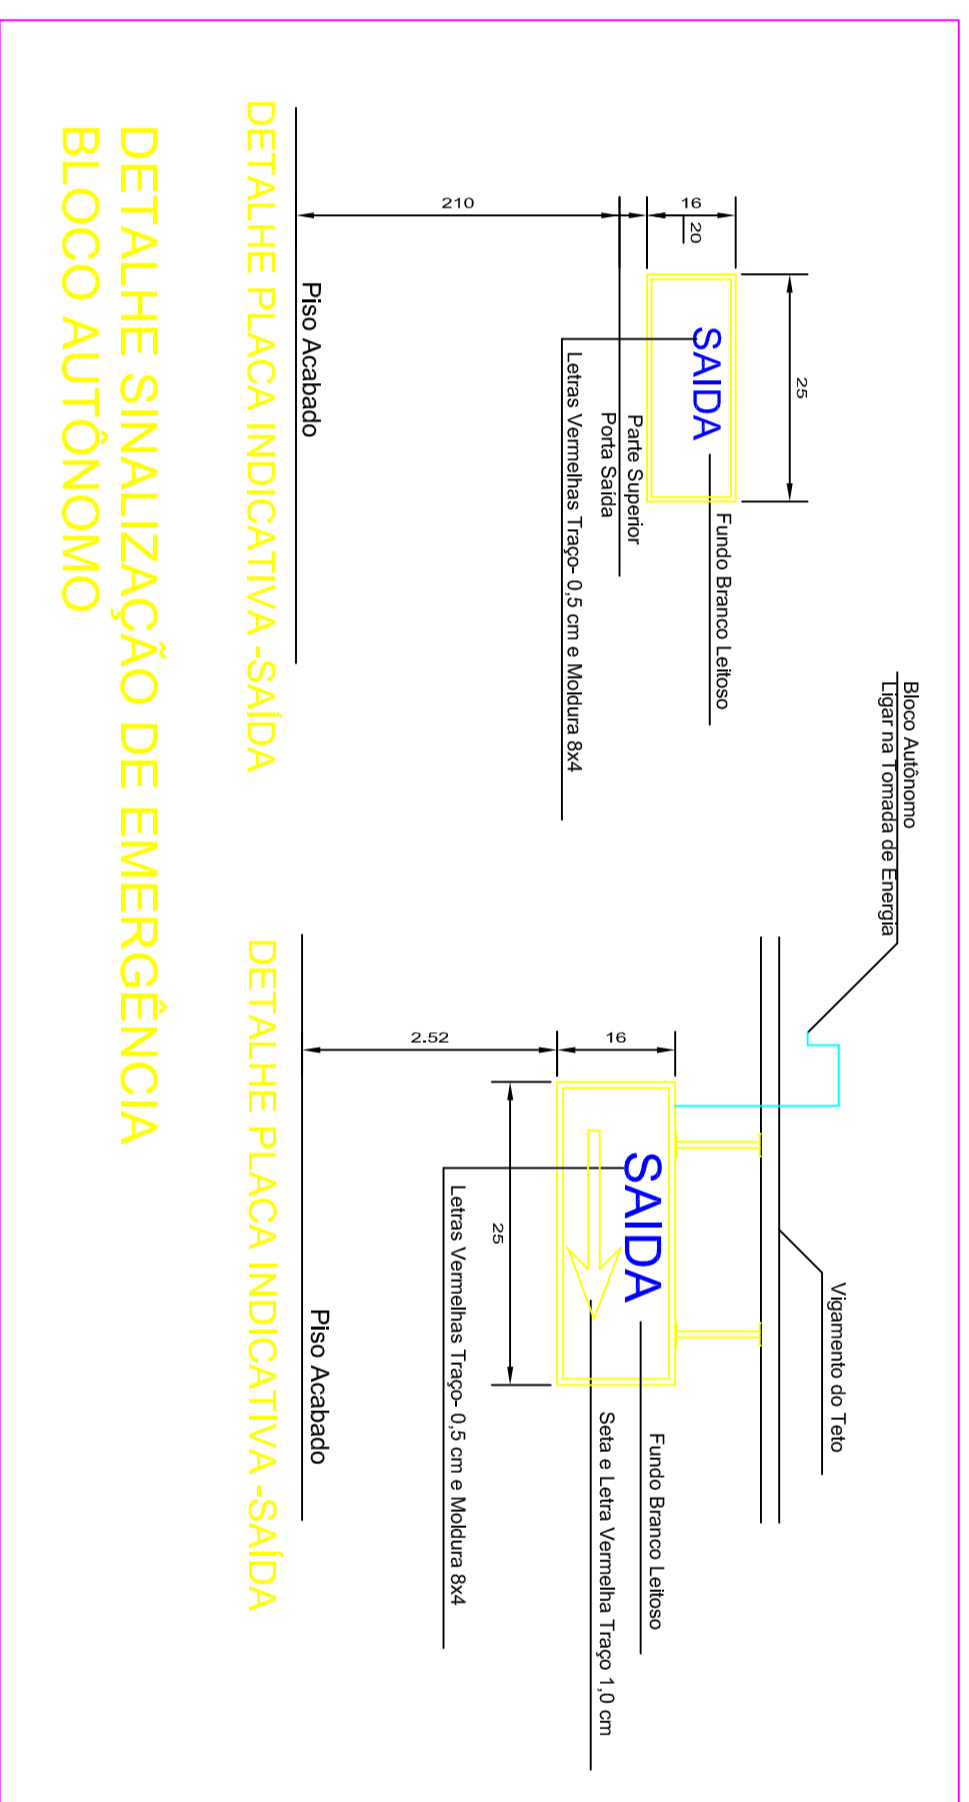 Bloco Autônomo
Ligar na Tomada de Energia
25
16
20
SAIDA
Fundo Branco Leitoso
Parte Superior
Porta Saída
Letras Vermelhas Traço- 0,5 cm e Moldura 8x4
210
Piso Acabado
DETALHE PLACA INDICATIVA -SAÍDA
Vigamento do Teto
16
SAIDA
Fundo Branco Leitoso
Seta e Letra Vermelha Traço 1,0 cm
25
Letras Vermelhas Traço- 0,5 cm e Moldura 8x4
2.52
Piso Acabado
DETALHE PLACA INDICATIVA -SAÍDA
DETALHE SINALIZAÇÃO DE EMERGÊNCIA
BLOCO AUTÔNOMO